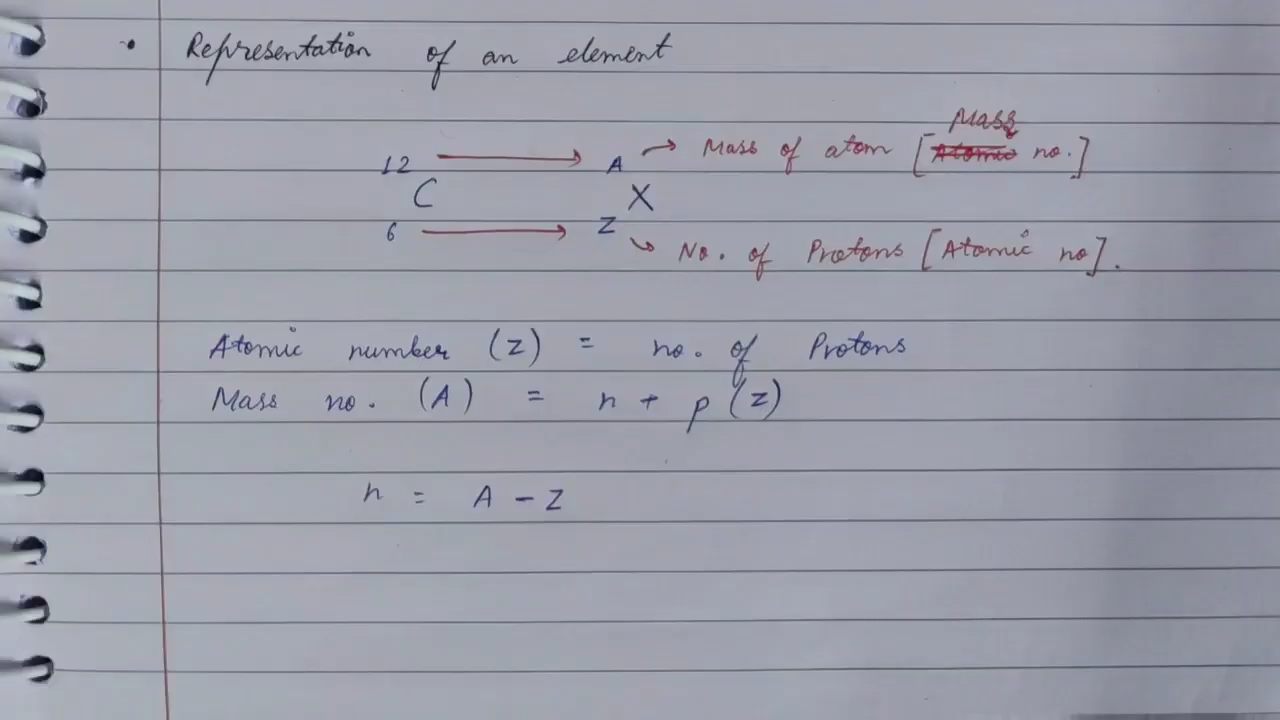 • Representation of an element
Mass
12 → A → Mass of atom [Atomic no.]
C X
6 → Z → No. of Protons [Atomic no].
Atomic number (Z) = no. of Protons
Mass no. (A) = n + p (Z)
n = A - Z